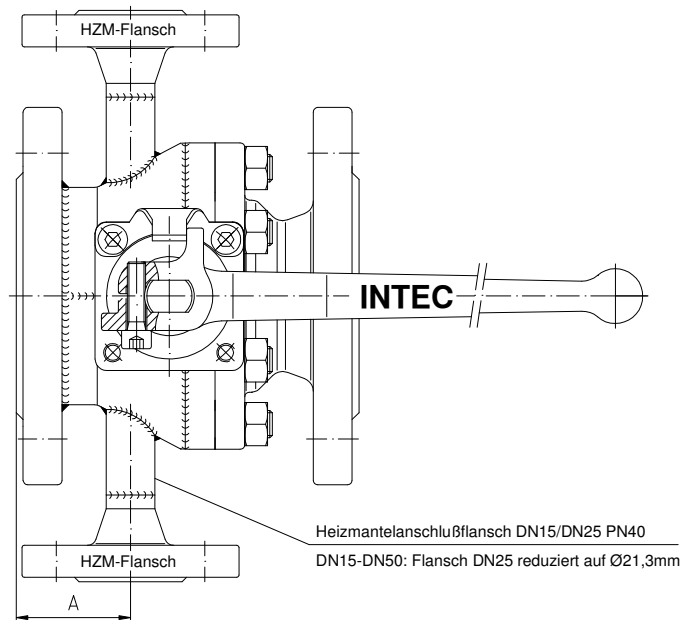 HZM-Flansch
INTEC
Heizmantelanschlußflansch DN15/DN25 PN40
DN15-DN50: Flansch DN25 reduziert auf Ø21,3mm
HZM-Flansch
A